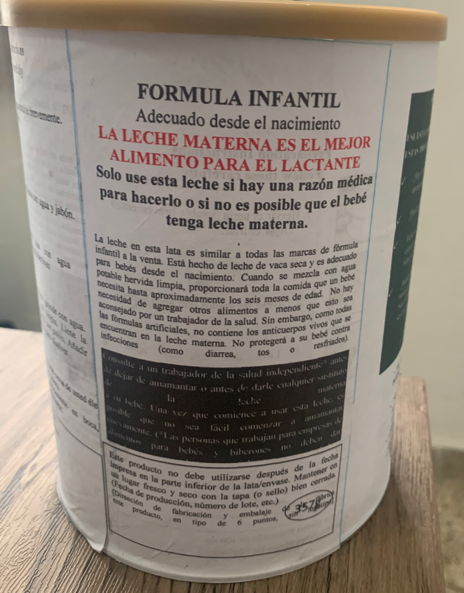 FORMULA INFANTIL
Adecuado desde el nacimiento
LA LECHE MATERNA ES EL MEJOR
ALIMENTO PARA EL LACTANTE
Solo use esta leche si hay una razón médica
para hacerlo o si no es posible que el bebé
tenga leche materna.
La leche en esta lata es similar a todas las marcas de fórmula
infantil a la venta. Está hecho de leche de vaca seca y es adecuado
para bebés desde el nacimiento. Cuando se mezcla con agua
potable hervida limpia, proporcionará toda la comida que un bebé
necesita hasta aproximadamente los seis meses de edad. No hay
necesidad de agregar otros alimentos a menos que esto sea
aconsejado por un trabajador de la salud. Sin embargo, como todas
las fórmulas artificiales, no contiene los anticuerpos vivos que se
encuentran en la leche materna. No protegerá a su bebé contra
infecciones (como diarrea, tos o resfriados).
Consulte a un trabajador de la salud independiente* antes
de dejar de amamantar o antes de darle cualquier sustituto
de la leche materna
a su bebé. Una vez que comience a usar esta leche, es
posible que no sea fácil comenzar a amamantar
nuevamente. (*Las personas que trabajan para empresas de
alimentos para bebés y biberones no deben dar
Este producto no debe utilizarse después de la fecha
impresa en la parte inferior de la lata/envase. Mantener en
un lugar fresco y seco con la tapa (o sello) bien cerrada.
(Fecha de producción, número de lote, etc.)
(Dirección de fabricación y embalaje de
este producto, en tipo de 6 puntos.
357
agua y jabón.
con agua